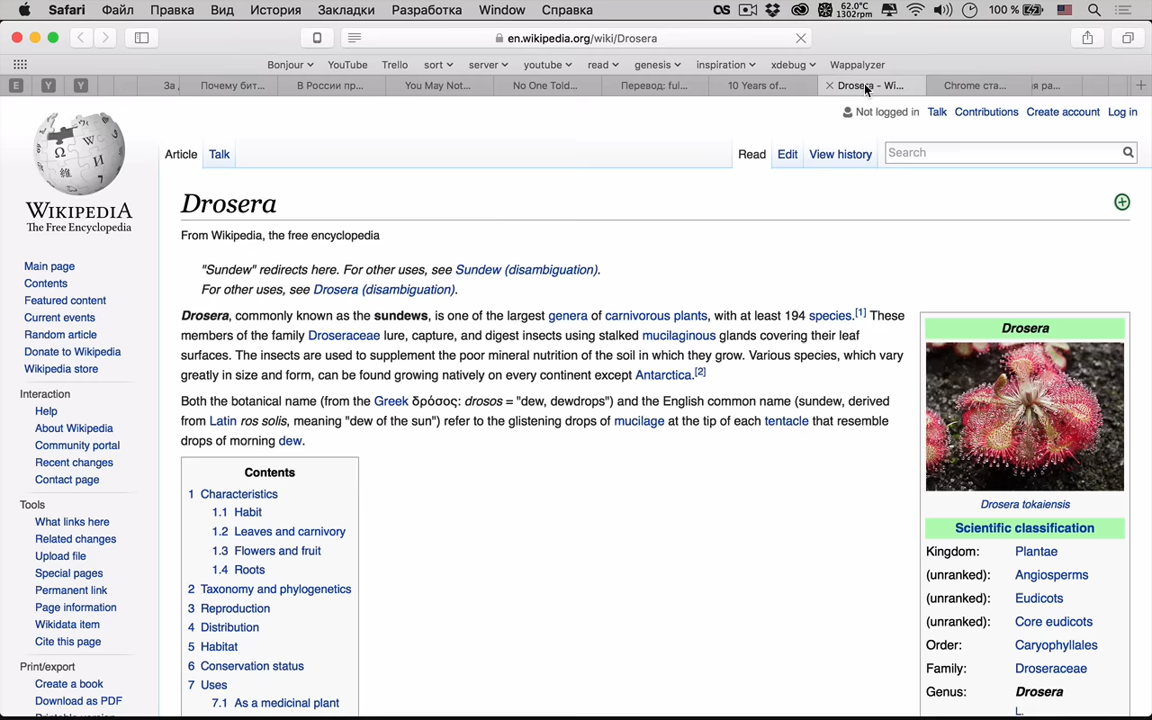 Safari Файл Правка Вид История Закладки Разработка Window Справка 62.0°C 1302rpm 100 %
en.wikipedia.org/wiki/Drosera
Bonjour YouTube Trello sort server youtube read genesis inspiration xdebug Wappalyzer
E Y Y За Почему бит... В России пр... You May Not... No One Told... Перевод: ful... 10 Years of... Drosera - Wi... Chrome ста... я ра...
Not logged in Talk Contributions Create account Log in
Article Talk Read Edit View history Search
WIKIPEDIA
The Free Encyclopedia
Main page
Contents
Featured content
Current events
Random article
Donate to Wikipedia
Wikipedia store
Interaction
Help
About Wikipedia
Community portal
Recent changes
Contact page
Tools
What links here
Related changes
Upload file
Special pages
Permanent link
Page information
Wikidata item
Cite this page
Print/export
Create a book
Download as PDF
Drosera
From Wikipedia, the free encyclopedia
"Sundew" redirects here. For other uses, see Sundew (disambiguation).
For other uses, see Drosera (disambiguation).
Drosera, commonly known as the sundews, is one of the largest genera of carnivorous plants, with at least 194 species.[1] These
members of the family Droseraceae lure, capture, and digest insects using stalked mucilaginous glands covering their leaf
surfaces. The insects are used to supplement the poor mineral nutrition of the soil in which they grow. Various species, which vary
greatly in size and form, can be found growing natively on every continent except Antarctica.[2]
Both the botanical name (from the Greek δρόσος: drosos = "dew, dewdrops") and the English common name (sundew, derived
from Latin ros solis, meaning "dew of the sun") refer to the glistening drops of mucilage at the tip of each tentacle that resemble
drops of morning dew.
Contents
1 Characteristics
1.1 Habit
1.2 Leaves and carnivory
1.3 Flowers and fruit
1.4 Roots
2 Taxonomy and phylogenetics
3 Reproduction
4 Distribution
5 Habitat
6 Conservation status
7 Uses
7.1 As a medicinal plant
Drosera
Drosera tokaiensis
Scientific classification
Kingdom: Plantae
(unranked): Angiosperms
(unranked): Eudicots
(unranked): Core eudicots
Order: Caryophyllales
Family: Droseraceae
Genus: Drosera
L.